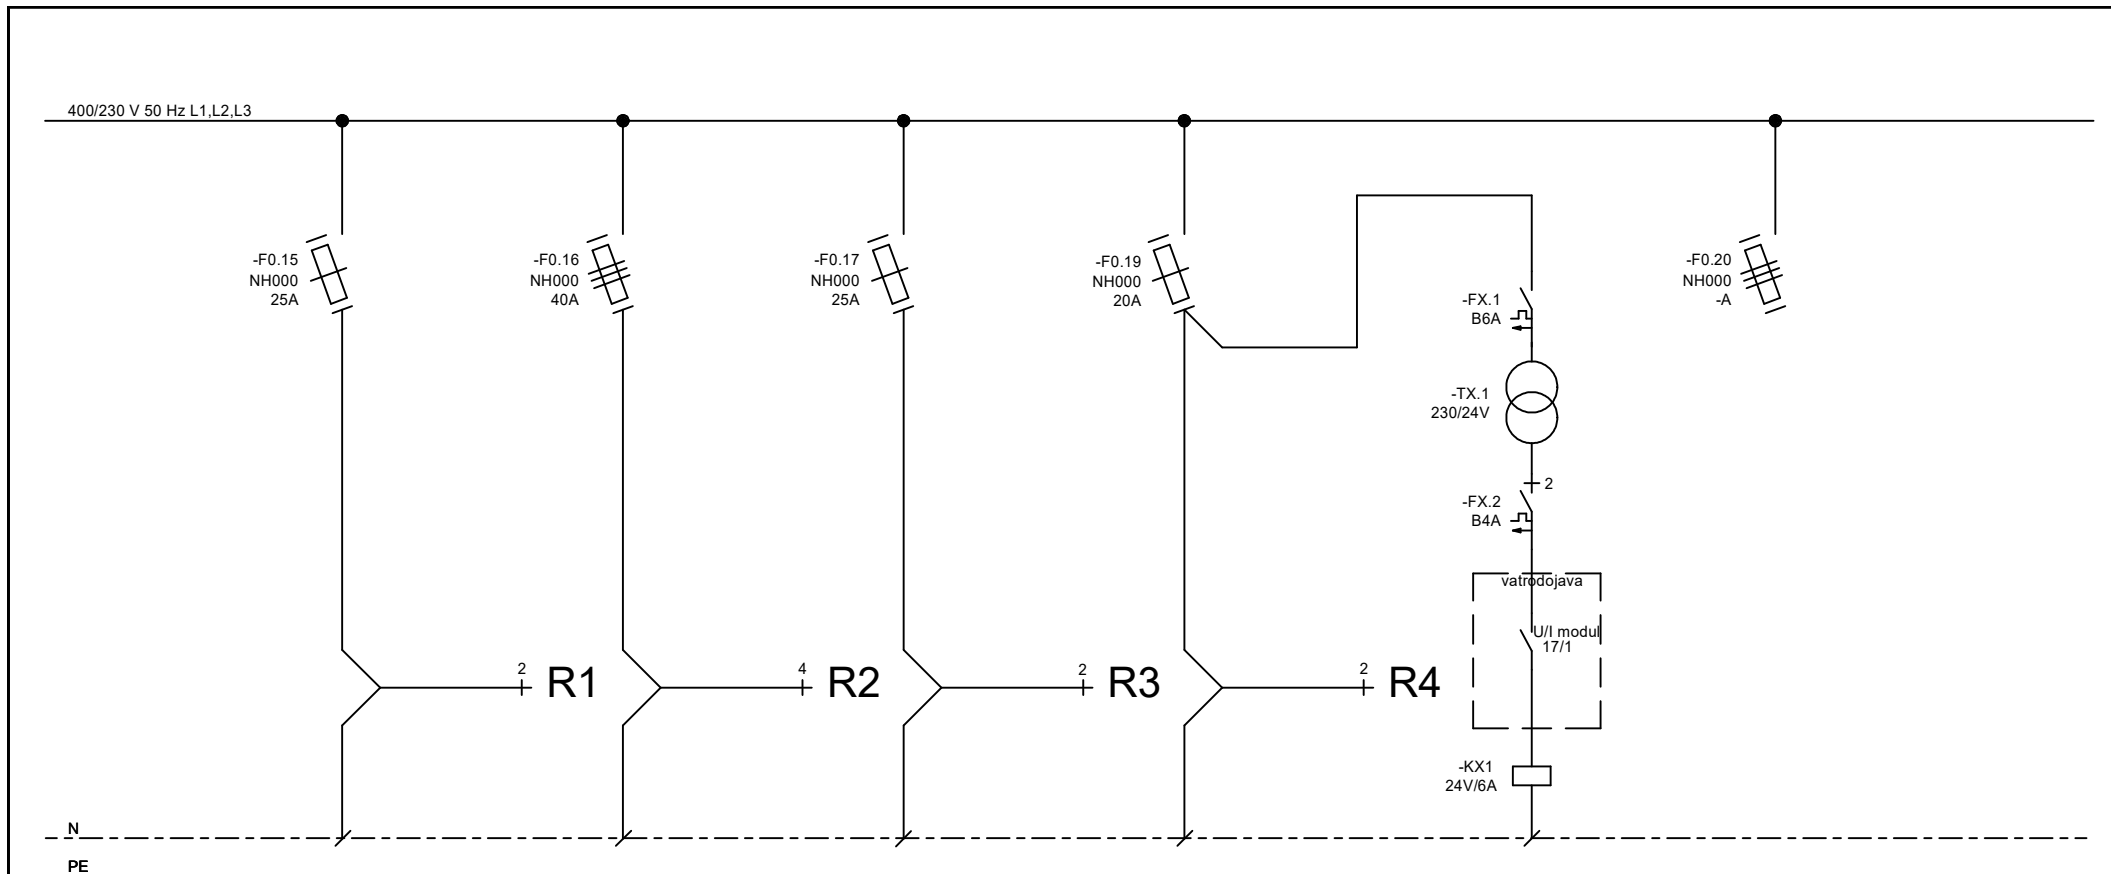 400/230 V 50 Hz L1,L2,L3
-F0.15
NH000
25A
-F0.16
NH000
40A
-F0.17
NH000
25A
-F0.19
NH000
20A
-FX.1
B6A
-F0.20
NH000
-A
-TX.1
230/24V
2
-FX.2
B4A
vatrodojava
U/I modul
17/1
2
R1
4
R2
2
R3
2
R4
-KX1
24V/6A
N
PE